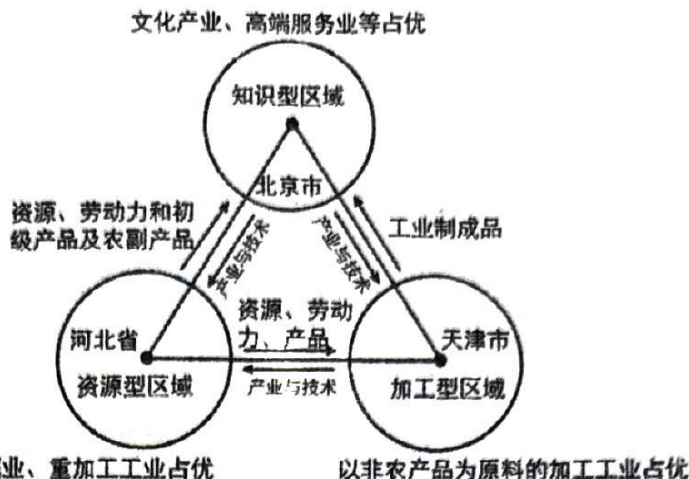 文化产业、高端服务业等占优
知识型区域
北京市
资源、劳动力和初
级产品及农副产品
产业与技术
产业与技术
工业制成品
资源、劳动
力、产品
产业与技术
河北省
资源型区域
天津市
加工型区域
业、重加工工业占优
以非农产品为原料的加工工业占优